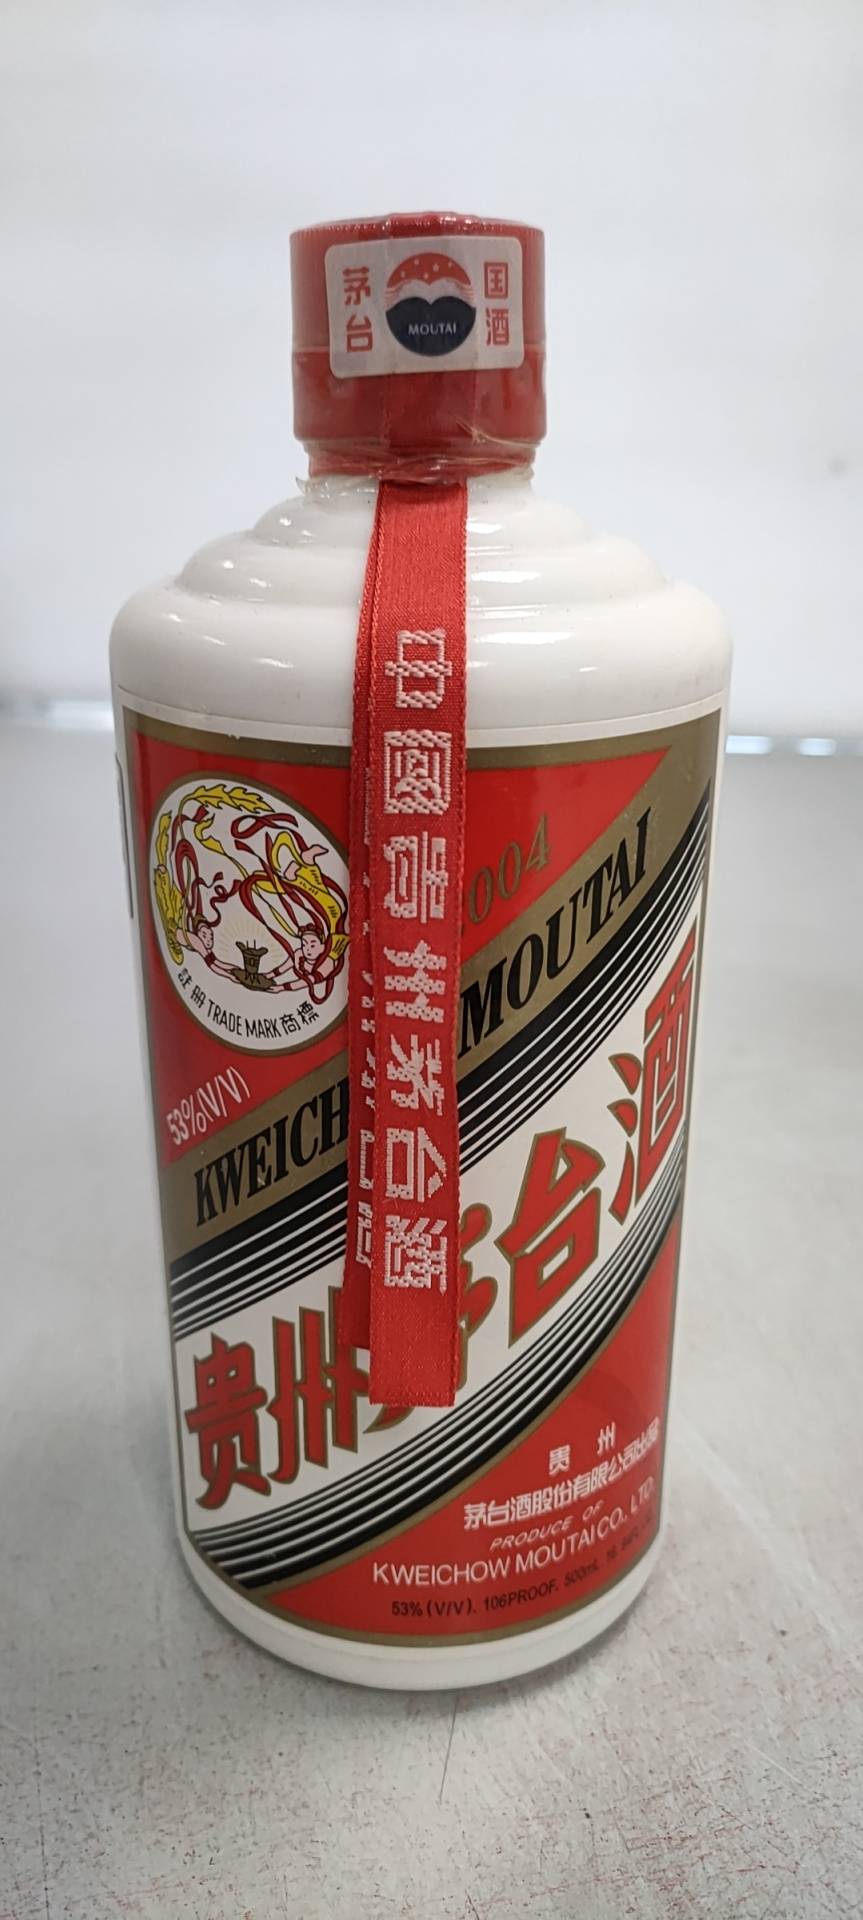 国酒
MOUTAI
茅台
中國贵州茅台酒
004
註册 TRADE MARK 商標
53%(V/V)
KWEICH MOUTAI
贵州茅台酒
贵州
茅台酒股份有限公司出品
PRODUCE OF
KWEICHOW MOUTAI CO., LTD.
53% (V/V), 106PROOF, 500mL